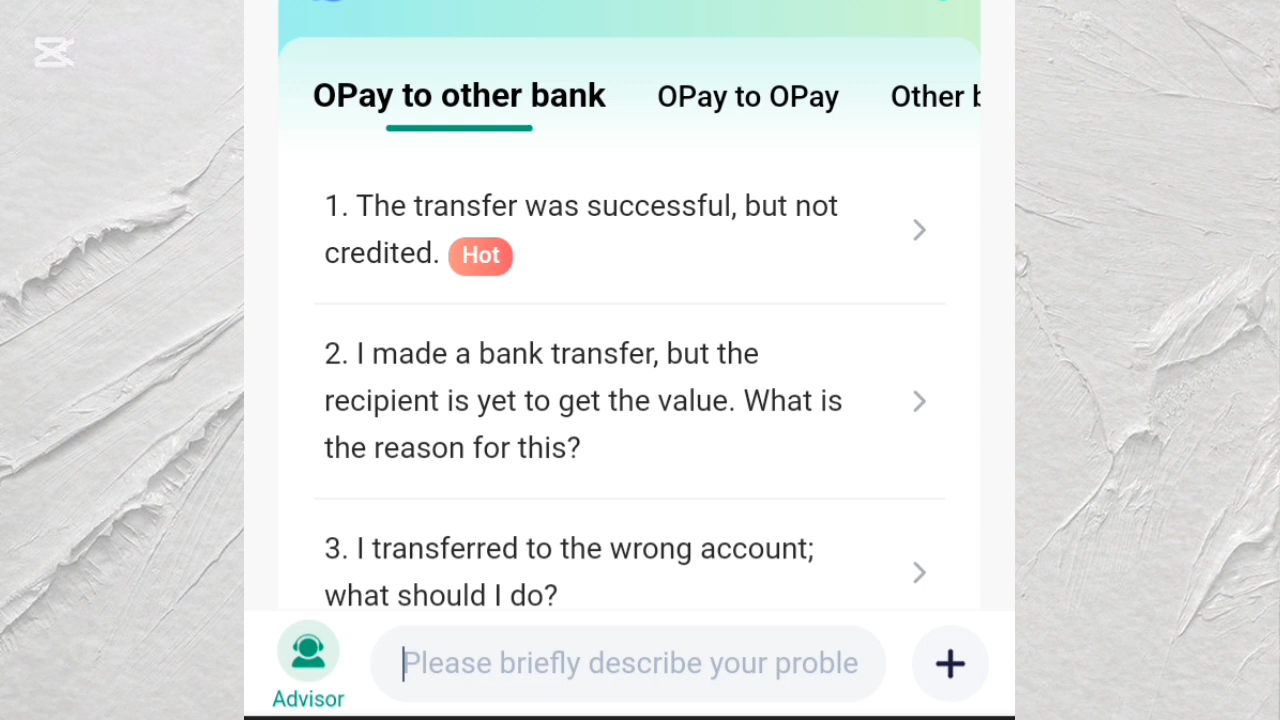 OPay to other bank OPay to OPay Other b
1. The transfer was successful, but not
credited. Hot
2. I made a bank transfer, but the
recipient is yet to get the value. What is
the reason for this?
3. I transferred to the wrong account;
what should I do?
Please briefly describe your proble
Advisor